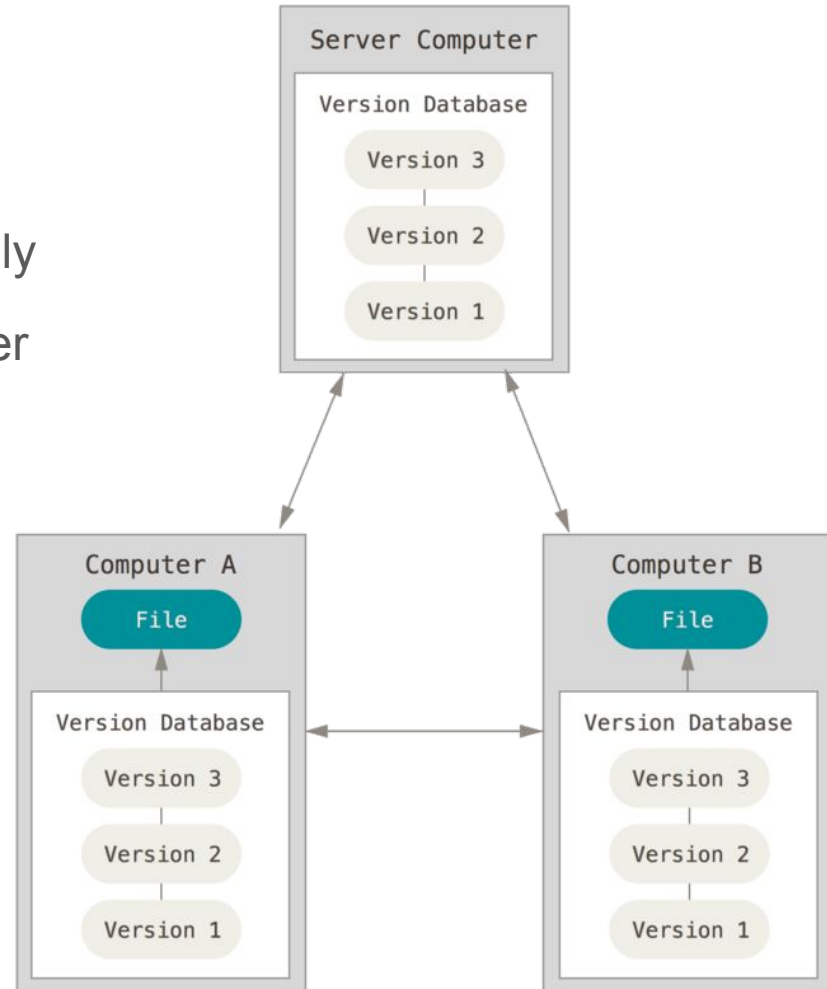 Server Computer
Version Database
Version 3
Version 2
Version 1
ly
er
Computer A
File
Version Database
Version 3
Version 2
Version 1
Computer B
File
Version Database
Version 3
Version 2
Version 1